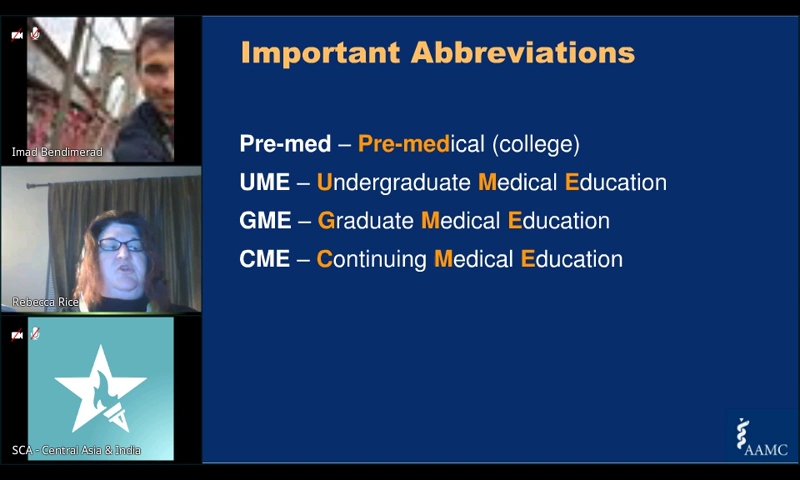 Imad Bendimerad
Rebecca Rice
SCA - Central Asia & India
Important Abbreviations
Pre-med – Pre-medical (college)
UME – Undergraduate Medical Education
GME – Graduate Medical Education
CME – Continuing Medical Education
AAMC